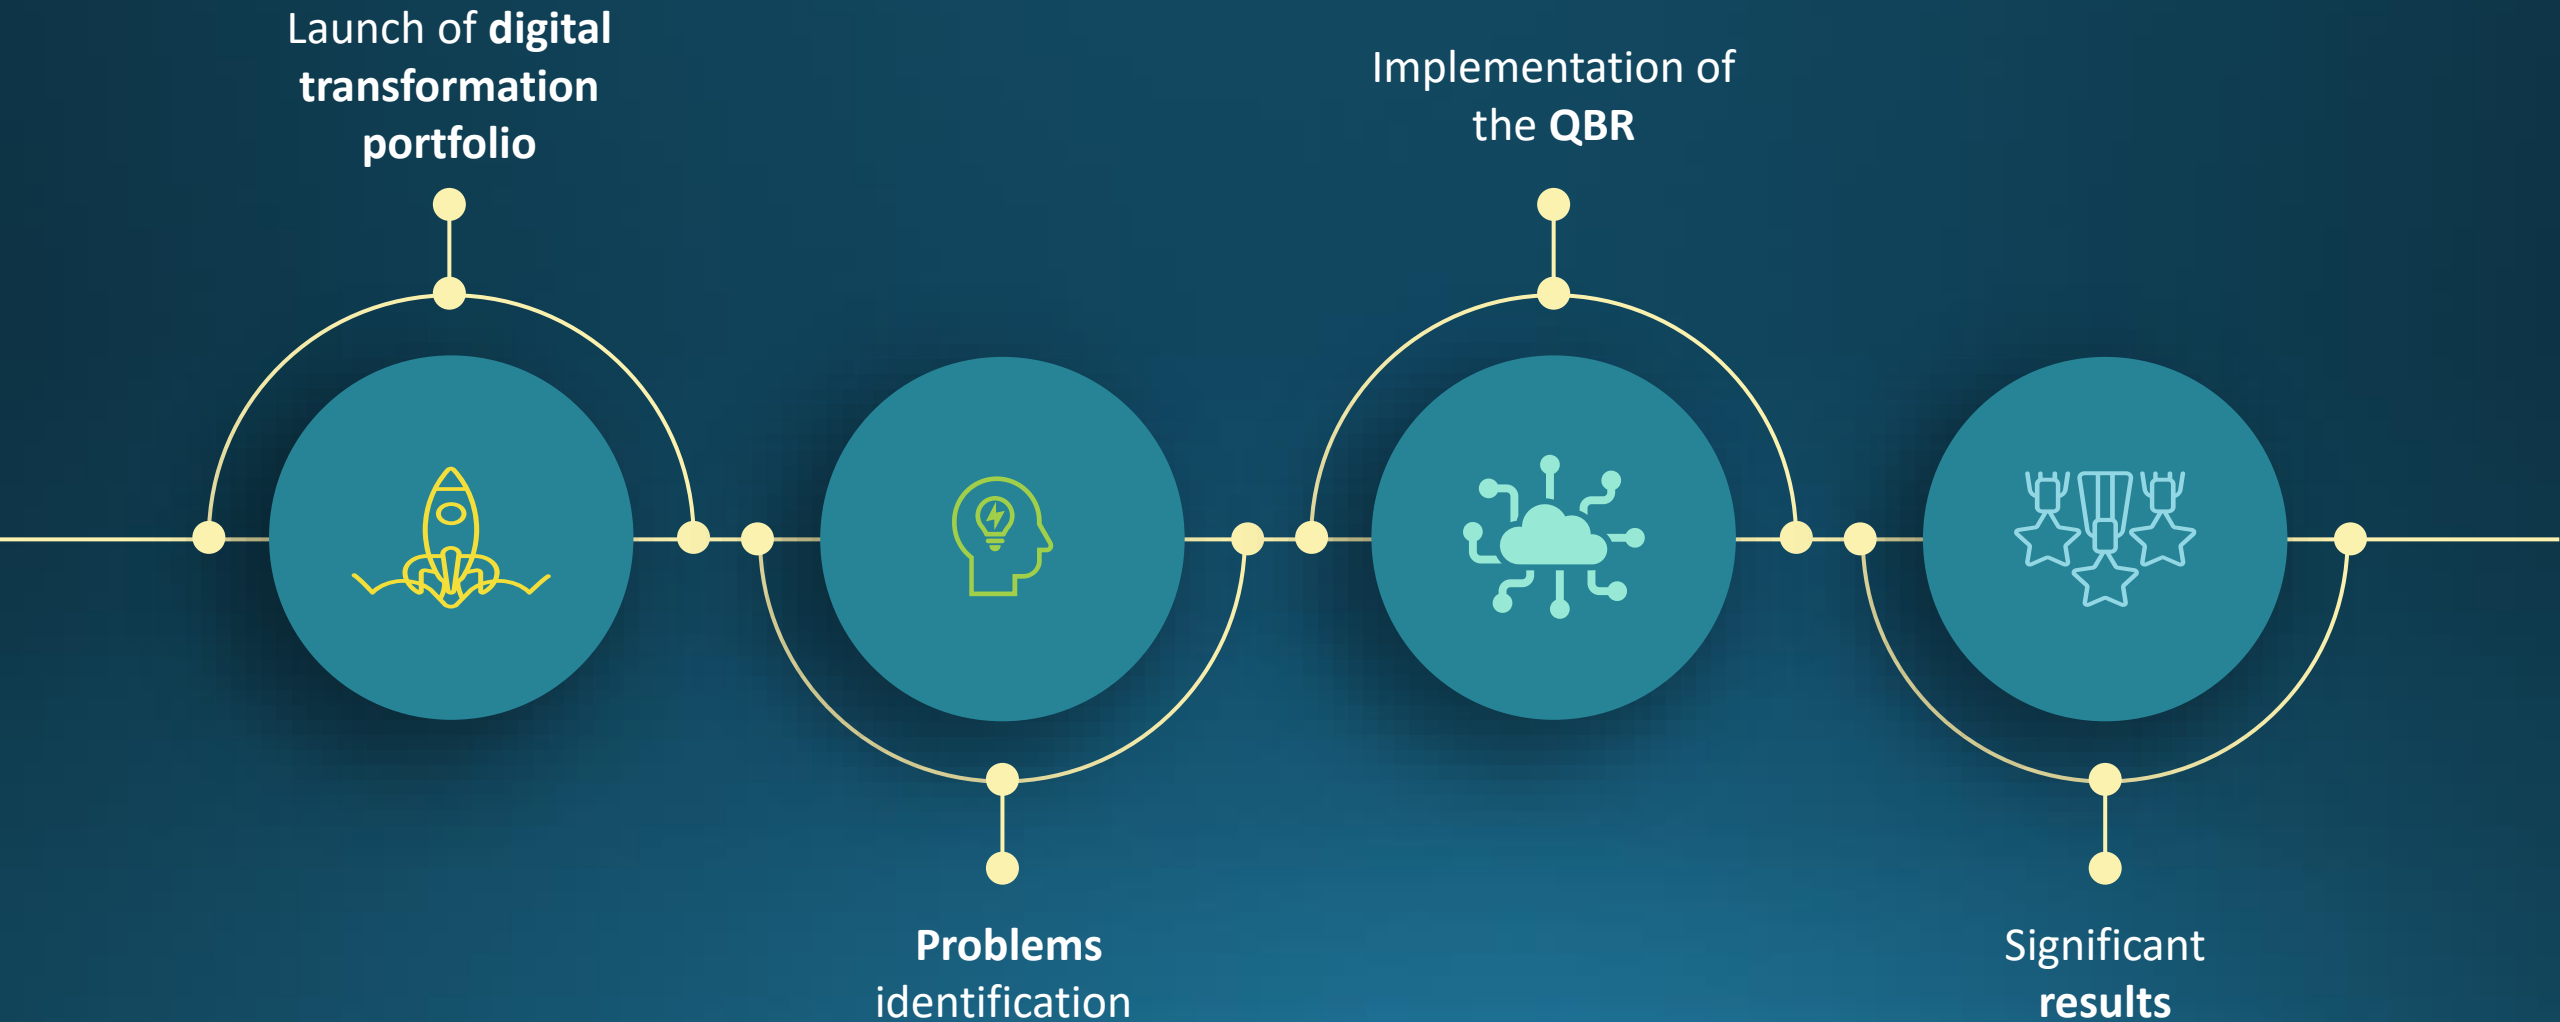 Launch of digital
transformation
portfolio
Problems
identification
Implementation of
the QBR
Significant
results